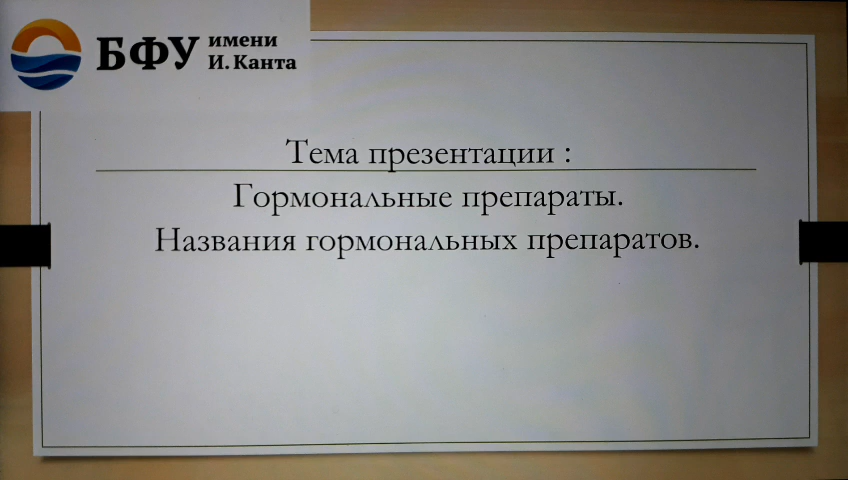 БФУ имени
И. Канта
Тема презентации :
Гормональные препараты.
Названия гормональных препаратов.